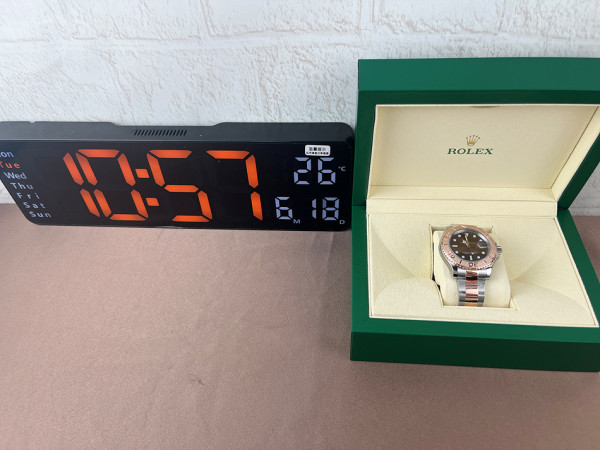 on
Tue
Wed
Thu
Fri
Sat
Sun
10:57
26 °C
6 M 18 D
ROLEX